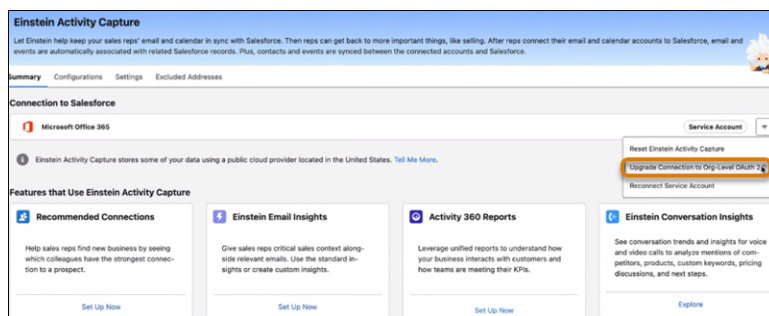 Einstein Activity Capture
Let Einstein help keep your sales reps' email and calendar in sync with Salesforce. Then reps can get back to more important things, like selling. After reps connect their email and calendar accounts to Salesforce, email and
events are automatically associated with related Salesforce records. Plus, contacts and events are synced between the connected accounts and Salesforce.
Summary Configurations Settings Excluded Addresses
Connection to Salesforce
Microsoft Office 365 Service Account
Reset Einstein Activity Capture
Einstein Activity Capture stores some of your data using a public cloud provider located in the United States. Tell Me More.
Upgrade Connection to Org-Level OAuth 2.0
Reconnect Service Account
Features that Use Einstein Activity Capture
Recommended Connections
Help sales reps find new business by seeing
which colleagues have the strongest connec-
tion to a prospect.
Set Up Now
Einstein Email Insights
Give sales reps critical sales context along-
side relevant emails. Use the standard in-
sights or create custom insights.
Set Up Now
Activity 360 Reports
Leverage unified reports to understand how
your business interacts with customers and
how teams are meeting their KPIs.
Set Up Now
Einstein Conversation Insights
See conversation trends and insights for voice
and video calls to analyze mentions of com-
petitors, products, custom keywords, pricing
discussions, and next steps.
Explore